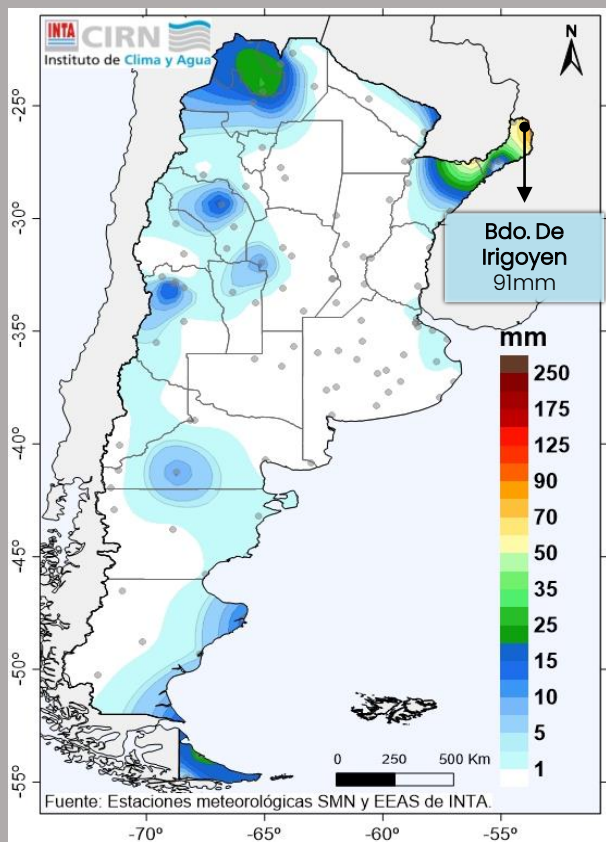 INTA CIRN
Instituto de Clima y Agua
N
-25°
-30°
-35°
-40°
-45°
-50°
-55°
Bdo. De
Irigoyen
91mm
mm
250
175
125
90
70
50
35
25
15
10
5
1
0 250 500 Km
Fuente: Estaciones meteorológicas SMN y EEAS de INTA.
-70° -65° -60° -55°